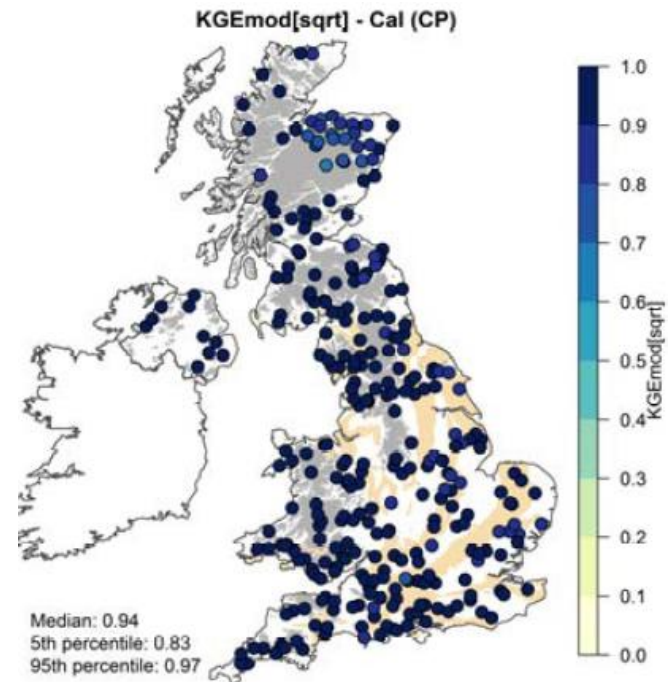 KGEmod[sqrt] - Cal (CP)
1.0
0.9
0.8
0.7
0.6
0.5
0.4
0.3
0.2
0.1
0.0
KGEmod[sqrt]
Median: 0.94
5th percentile: 0.83
95th percentile: 0.97